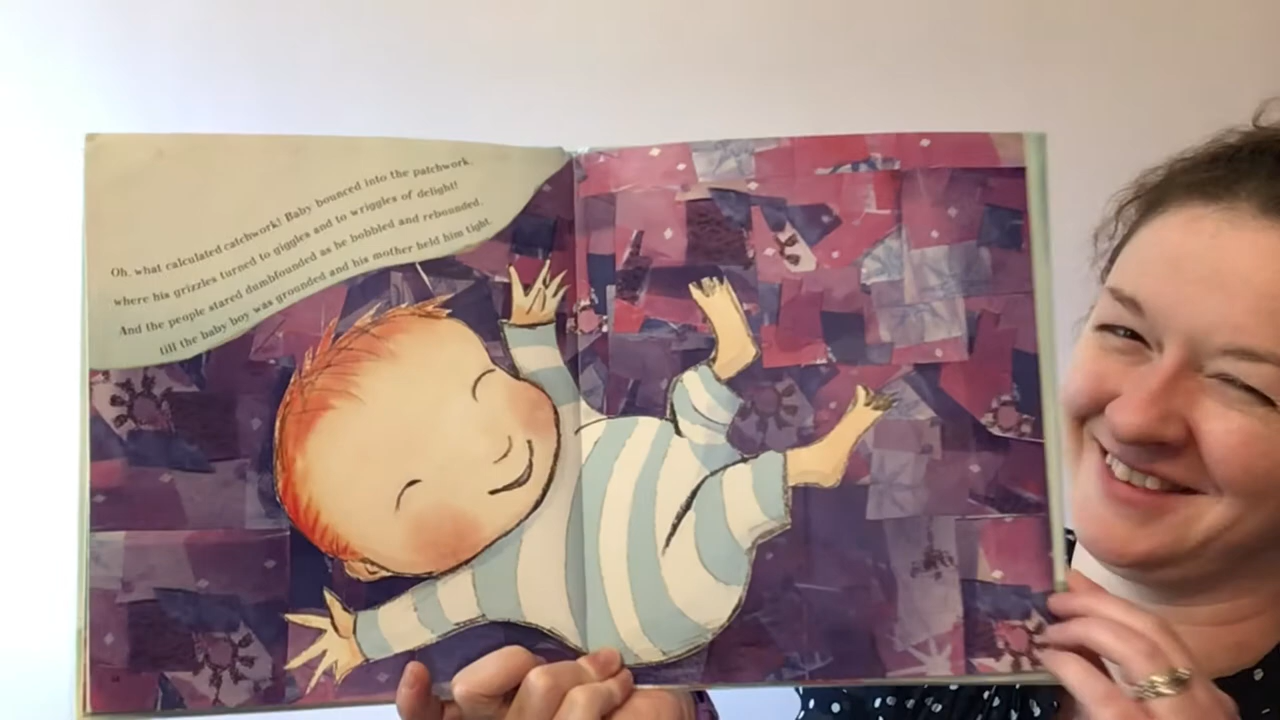 Oh, what calculated catchwork! Baby bounced into the patchwork,
where his grizzles turned to giggles and to wriggles of delight!
And the people stared dumbfounded as he bobbed and rebounded,
till the baby boy was grounded and his mother held him tight.